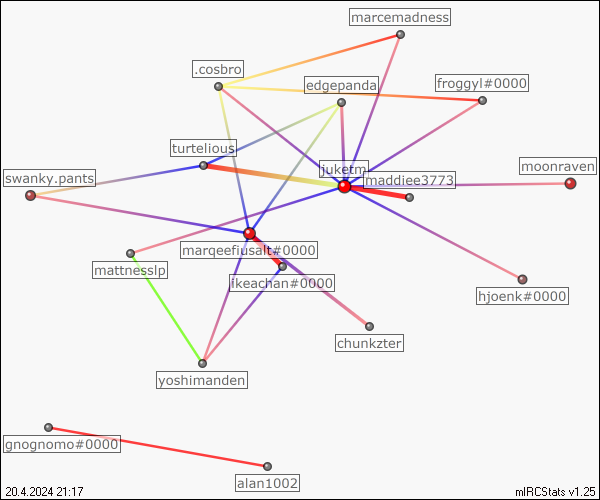 marcemadness
.cosbro
edgepanda
froggyl#0000
turtelious
juketm
moonraven
swanky.pants
maddiee3773
marqeefiusalt#0000
mattnesslp
ikeachan#0000
hjoenk#0000
chunkzter
yoshimanden
gnognomo#0000
alan1002
20.4.2024 21:17
mIRCStats v1.25